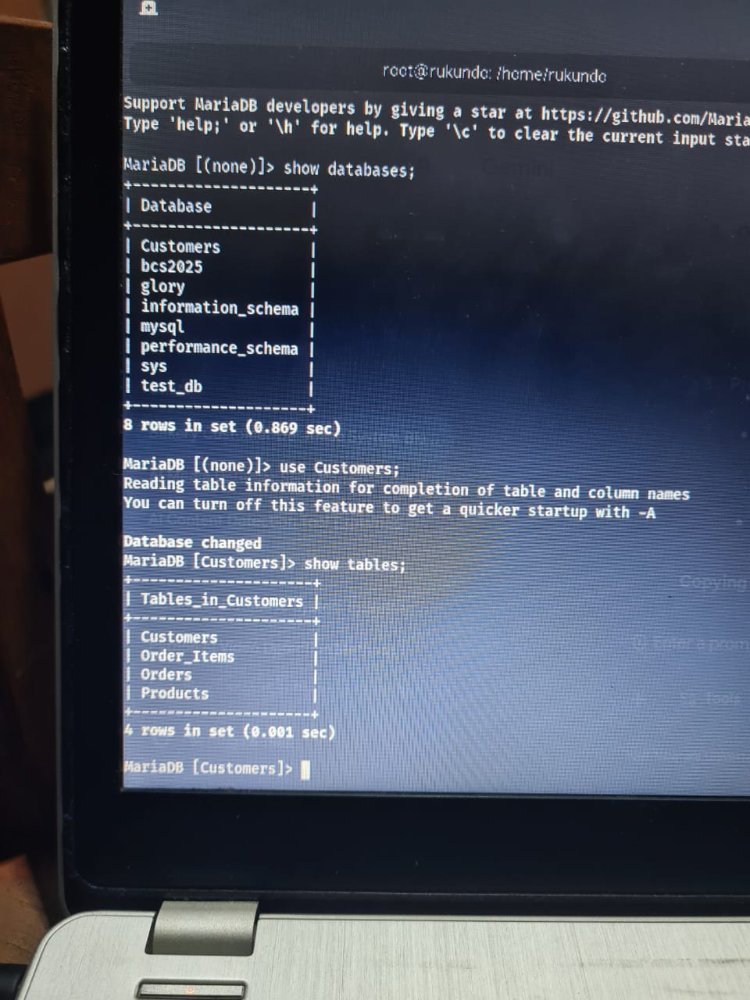 root@rukundo: /home/rukundo
Support MariaDB developers by giving a star at https://github.com/Maria
Type 'help;' or '\h' for help. Type '\c' to clear the current input sta
MariaDB [(none)]> show databases;
+--------------------+
| Database           |
+--------------------+
| Customers          |
| bcs2025            |
| glory              |
| information_schema |
| mysql              |
| performance_schema |
| sys                |
| test_db            |
+--------------------+
8 rows in set (0.869 sec)
MariaDB [(none)]> use Customers;
Reading table information for completion of table and column names
You can turn off this feature to get a quicker startup with -A
Database changed
MariaDB [Customers]> show tables;
+---------------------+
| Tables_in_Customers |
+---------------------+
| Customers           |
| Order_Items         |
| Orders              |
| Products            |
+---------------------+
4 rows in set (0.001 sec)
MariaDB [Customers]>
Copying
Tools